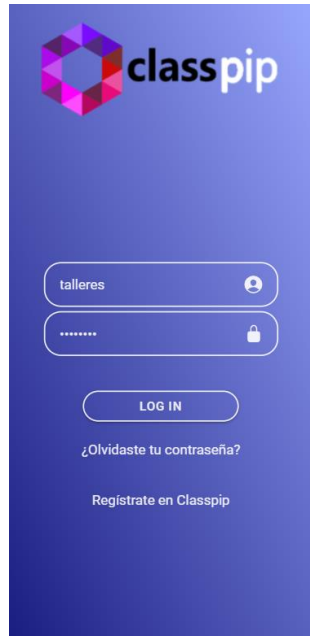 classpip
talleres
••••••••
LOG IN
¿Olvidaste tu contraseña?
Regístrate en Classpip